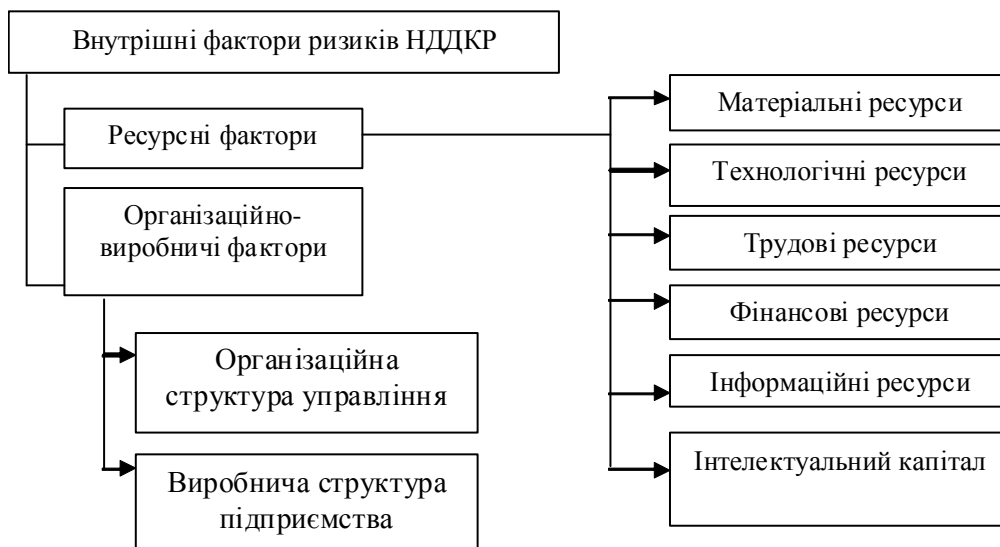 Внутрішні фактори ризиків НДДКР
Ресурсні фактори
Організаційно-
виробничі фактори
Організаційна
структура управління
Виробнича структура
підприємства
Матеріальні ресурси
Технологічні ресурси
Трудові ресурси
Фінансові ресурси
Інформаційні ресурси
Інтелектуальний капітал